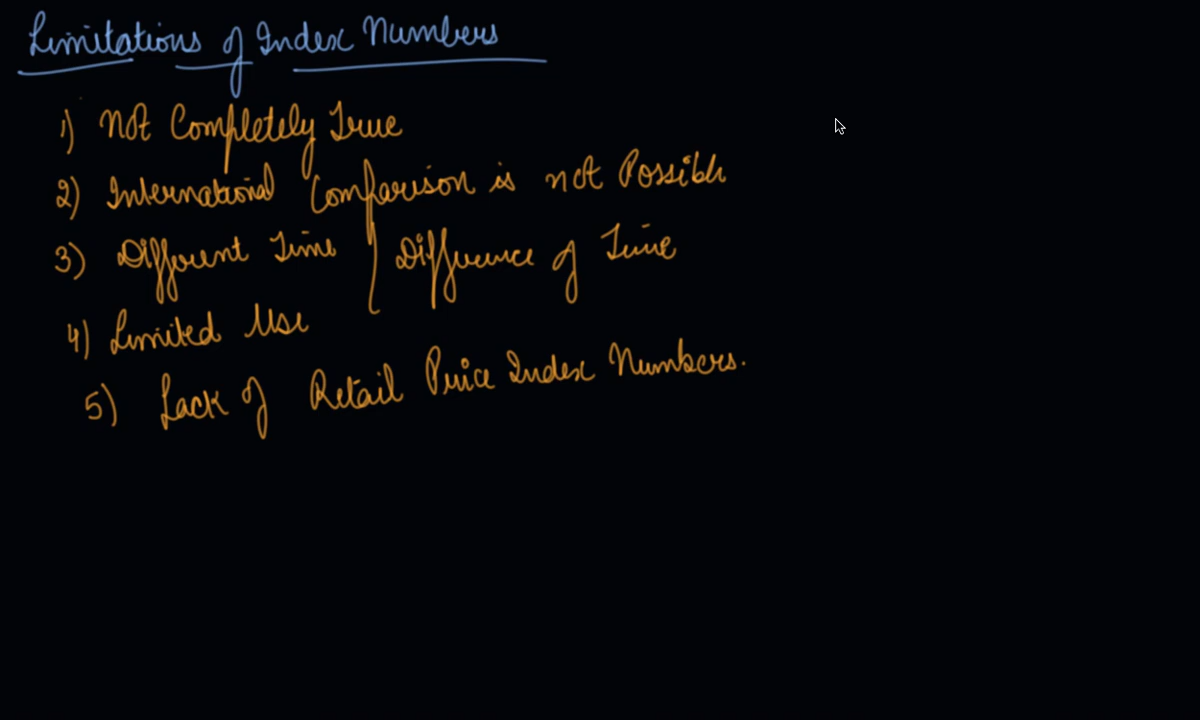 Limitations of Index Numbers
1) Not Completely True
2) International Comparison is not Possible
3) Different Time / Difference of Time
4) Limited Use
5) Lack of Retail Price Index Numbers.